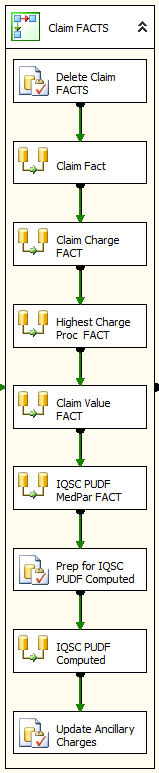 Claim FACTS
Delete Claim
FACTS
Claim Fact
Claim Charge
FACT
Highest Charge
Proc  FACT
Claim Value
FACT
IQSC PUDF
MedPar FACT
Prep for IQSC
PUDF Computed
IQSC PUDF
Computed
Update Ancillary
Charges